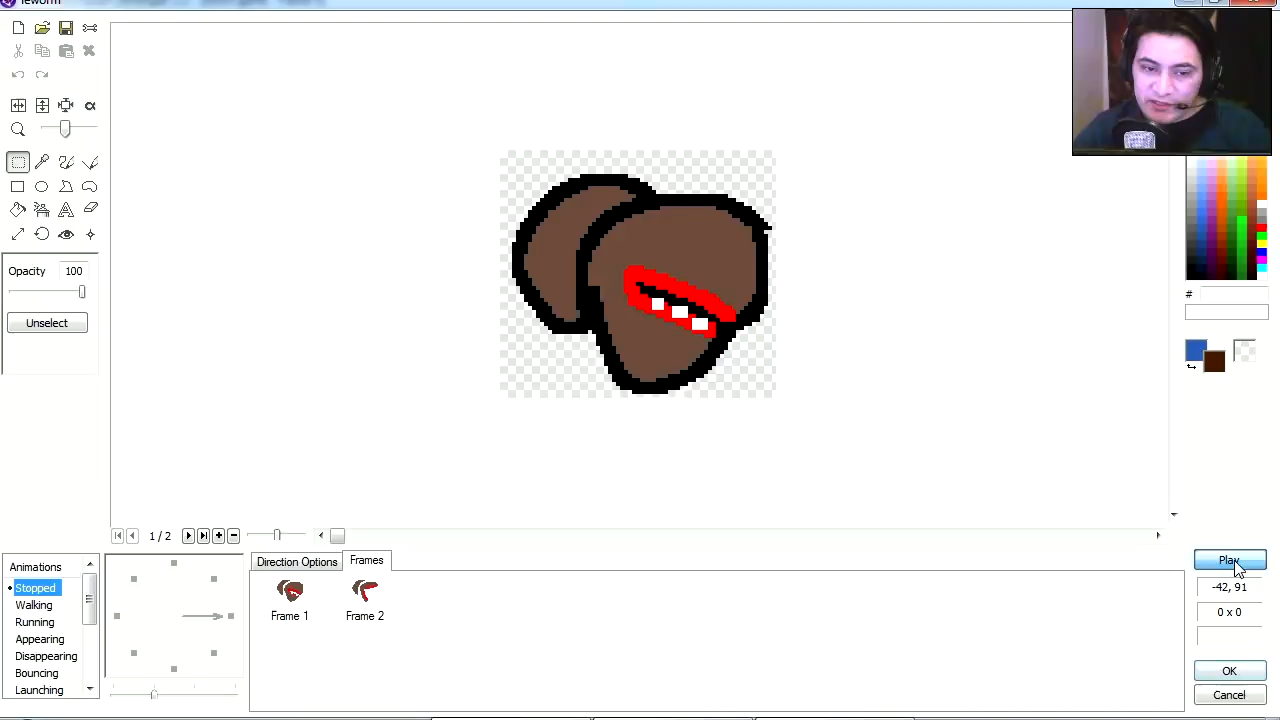 Opacity 100
Unselect
#
1 / 2
Animations
Stopped
Walking
Running
Appearing
Disappearing
Bouncing
Launching
Direction Options
Frames
Frame 1
Frame 2
Play
-42, 91
0 x 0
OK
Cancel